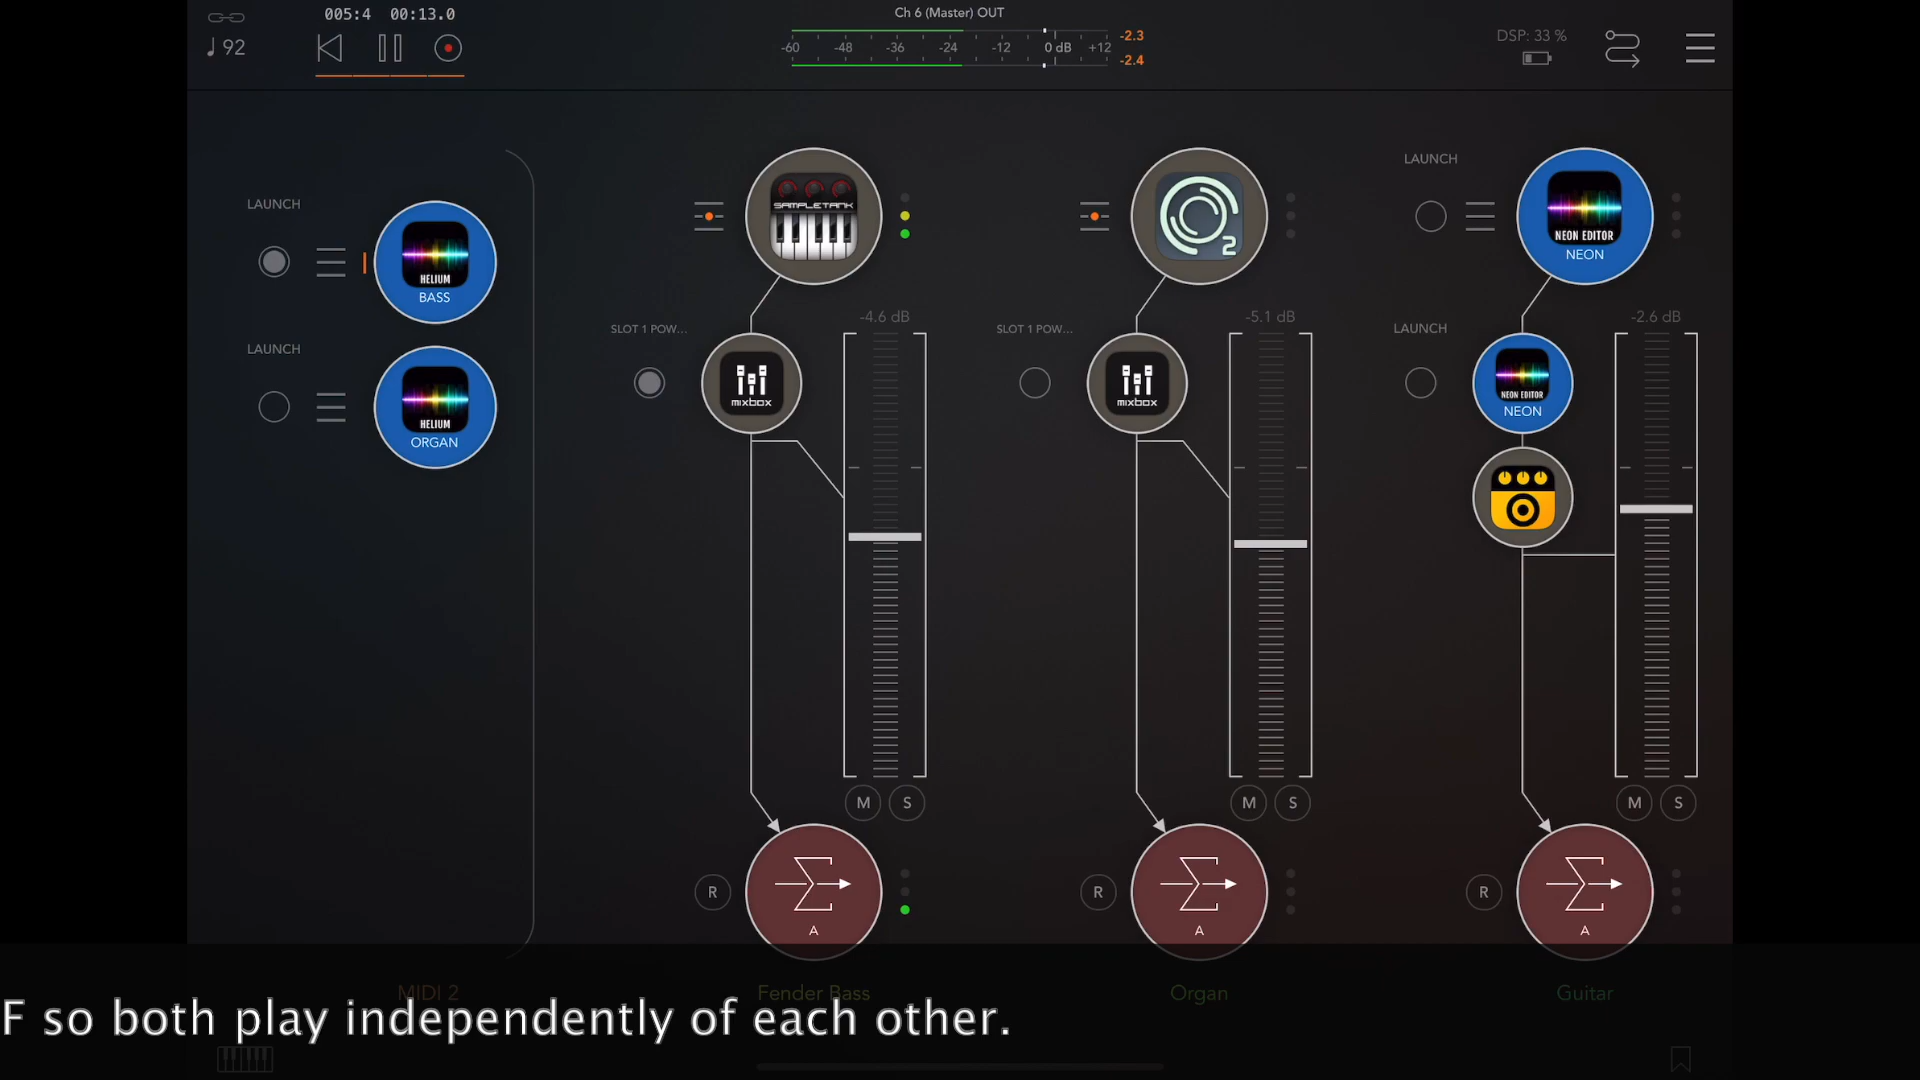 005:4 00:13.0
92
Ch 6 (Master) OUT
-60 -48 -36 -24 -12 0 dB +12
-2.3
-2.4
DSP: 33 %
LAUNCH
HELIUM
BASS
LAUNCH
HELIUM
ORGAN
SAMPLETANK
SLOT 1 POW...
mixbox
-4.6 dB
M S
R
A
2
SLOT 1 POW...
mixbox
-5.1 dB
M S
R
A
LAUNCH
NEON EDITOR
NEON
LAUNCH
NEON EDITOR
NEON
-2.6 dB
M S
R
A
MIDI 2
Fender Bass
Organ
Guitar
F so both play independently of each other.